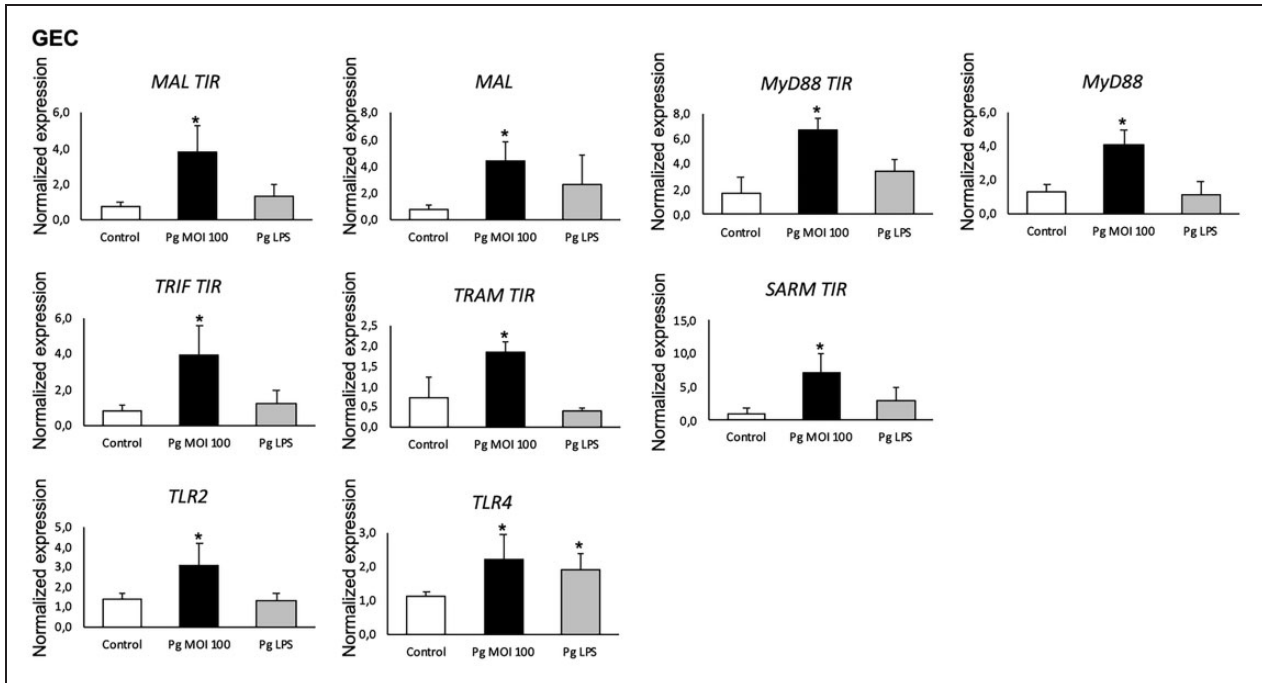 GEC
MAL TIR
Normalized expression
6,0
4,0
2,0
0,0
*
Control Pg MOI 100 Pg LPS
MAL
Normalized expression
8,0
6,0
4,0
2,0
0,0
*
Control Pg MOI 100 Pg LPS
MyD88 TIR
Normalized expression
8,0
6,0
4,0
2,0
0,0
*
Control Pg MOI 100 Pg LPS
MyD88
Normalized expression
6,0
4,0
2,0
0,0
*
Control Pg MOI 100 Pg LPS
TRIF TIR
Normalized expression
6,0
4,0
2,0
0,0
*
Control Pg MOI 100 Pg LPS
TRAM TIR
Normalized expression
2,5
2,0
1,5
1,0
0,5
0,0
*
Control Pg MOI 100 Pg LPS
SARM TIR
Normalized expression
15,0
10,0
5,0
0,0
*
Control Pg MOI 100 Pg LPS
TLR2
Normalized expression
5,0
4,0
3,0
2,0
1,0
0,0
*
Control Pg MOI 100 Pg LPS
TLR4
Normalized expression
3,0
2,0
1,0
0,0
* *
Control Pg MOI 100 Pg LPS